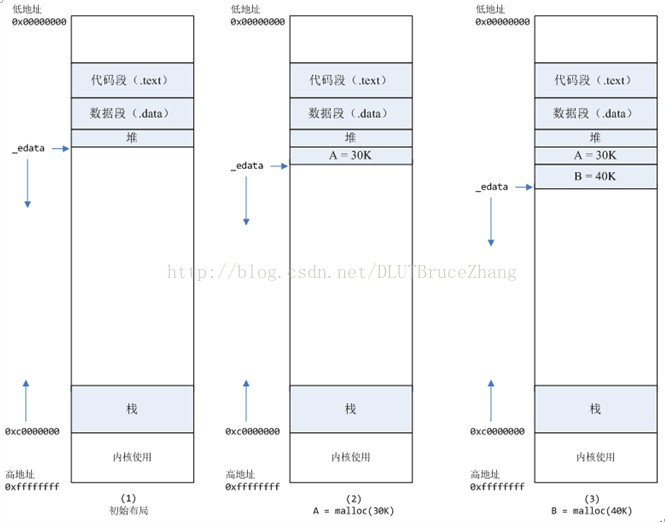 低地址
0x00000000
代码段（.text）
数据段（.data）
堆
_edata
栈
0xc0000000
内核使用
高地址
0xffffffff
(1)
初始布局
低地址
0x00000000
代码段（.text）
数据段（.data）
堆
A = 30K
_edata
栈
0xc0000000
内核使用
高地址
0xffffffff
(2)
A = malloc(30K)
低地址
0x00000000
代码段（.text）
数据段（.data）
堆
A = 30K
B = 40K
_edata
栈
0xc0000000
内核使用
高地址
0xffffffff
(3)
B = malloc(40K)
http://blog.csdn.net/DLUTBruceZhang